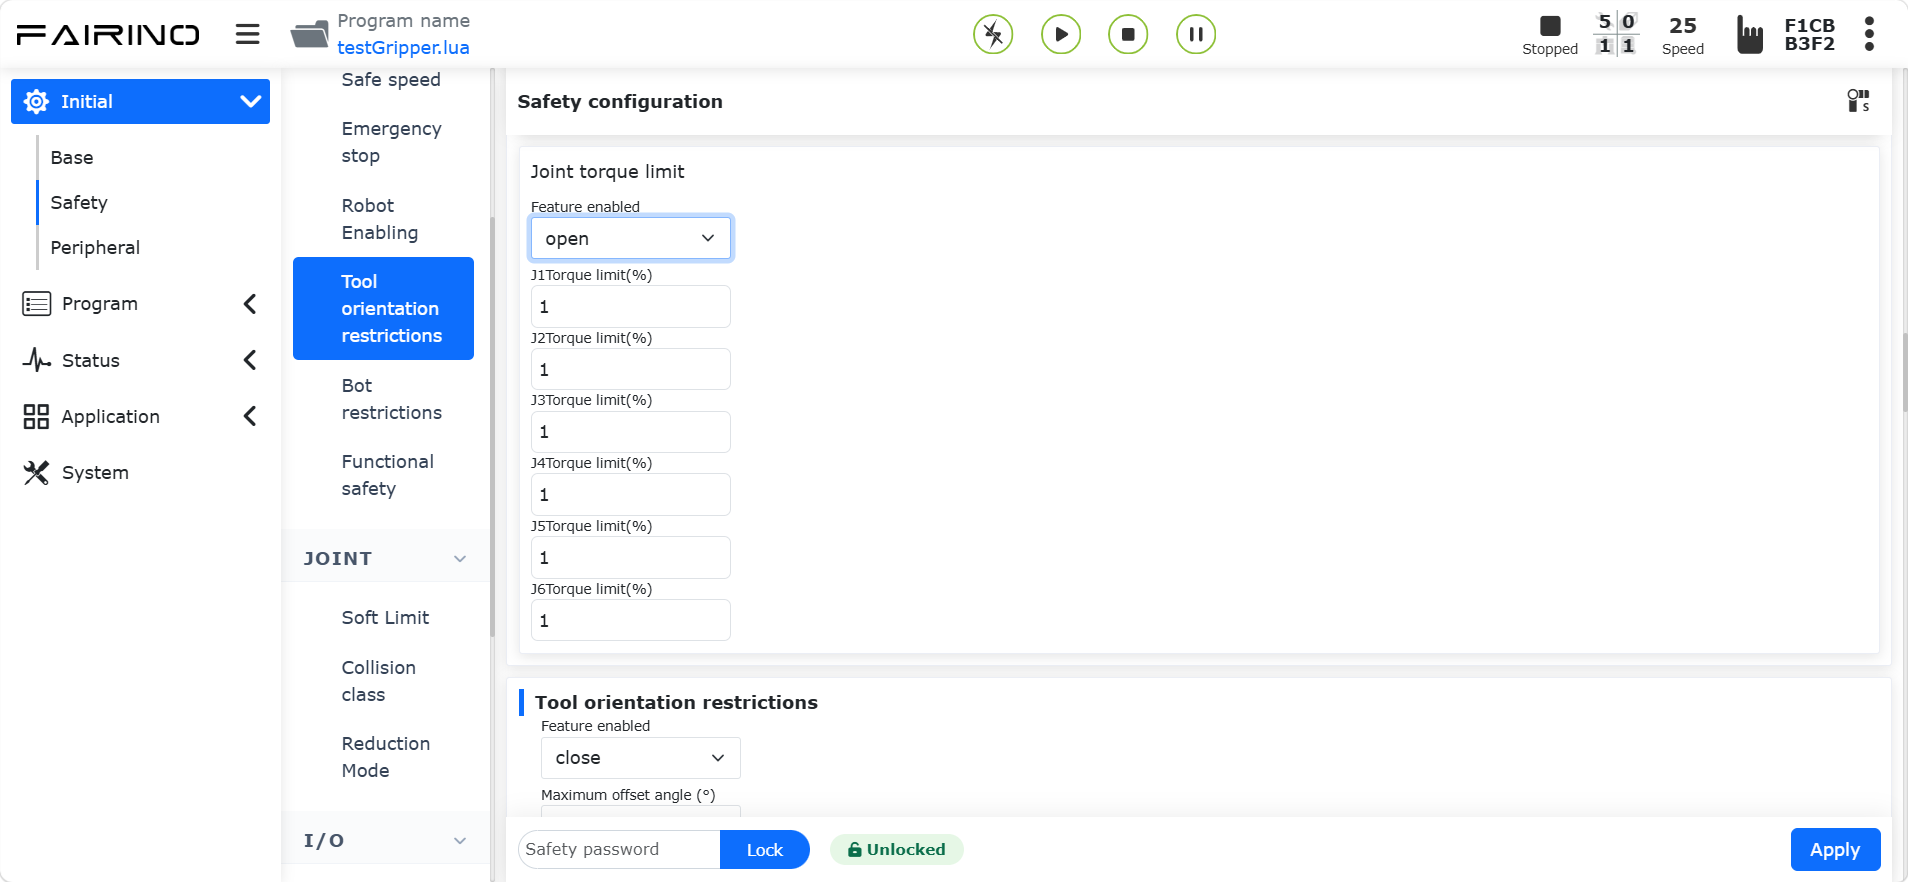 FAIRINO
Program name
testGripper.lua
Stopped
5 0
1 1
25
Speed
F1CB
B3F2
Initial
Base
Safety
Peripheral
Program
Status
Application
System
Safe speed
Emergency
stop
Robot
Enabling
Tool
orientation
restrictions
Bot
restrictions
Functional
safety
JOINT
Soft Limit
Collision
class
Reduction
Mode
I/O
Safety configuration
S
Joint torque limit
Feature enabled
open
J1Torque limit(%)
1
J2Torque limit(%)
1
J3Torque limit(%)
1
J4Torque limit(%)
1
J5Torque limit(%)
1
J6Torque limit(%)
1
Tool orientation restrictions
Feature enabled
close
Maximum offset angle (°)
Safety password
Lock
Unlocked
Apply